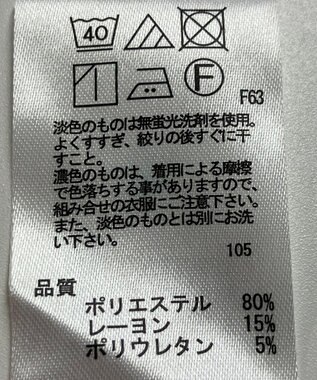 40
F
F63
淡色のものは無蛍光洗剤を使用。
よくすすぎ、絞りの後すぐに干
すこと。
濃色のものは、着用による摩擦
で色落ちする事がありますので、
組み合せの衣服にご注意下さい。
また、淡色のものとは別にお洗
い下さい。
105
品質
ポリエステル 80%
レーヨン 15%
ポリウレタン 5%